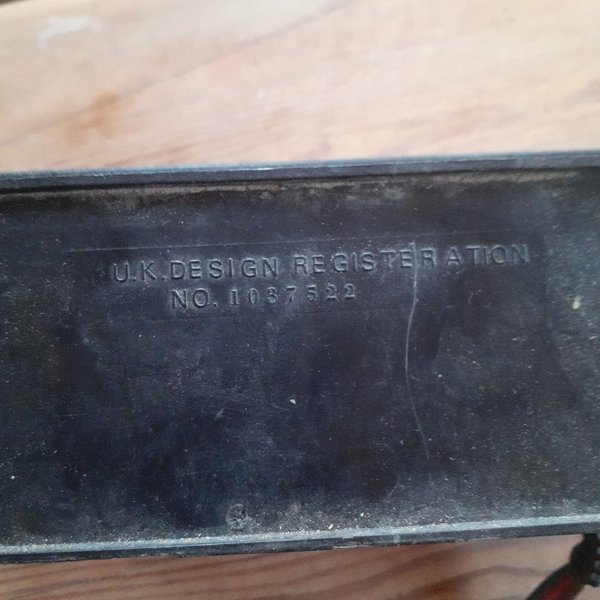 U.K. DESIGN REGISTERATION
NO. 1037522